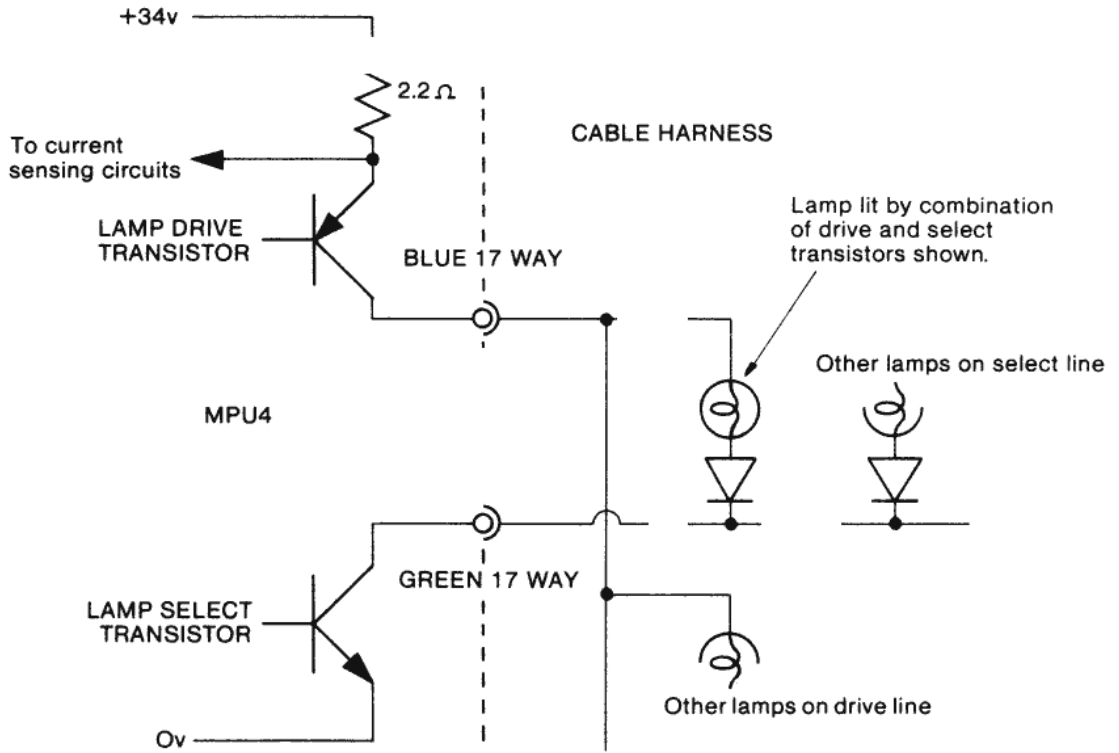 +34v
2.2 Ω
CABLE HARNESS
To current
sensing circuits
Lamp lit by combination
of drive and select
transistors shown.
LAMP DRIVE
TRANSISTOR
BLUE 17 WAY
Other lamps on select line
MPU4
GREEN 17 WAY
LAMP SELECT
TRANSISTOR
Other lamps on drive line
Ov